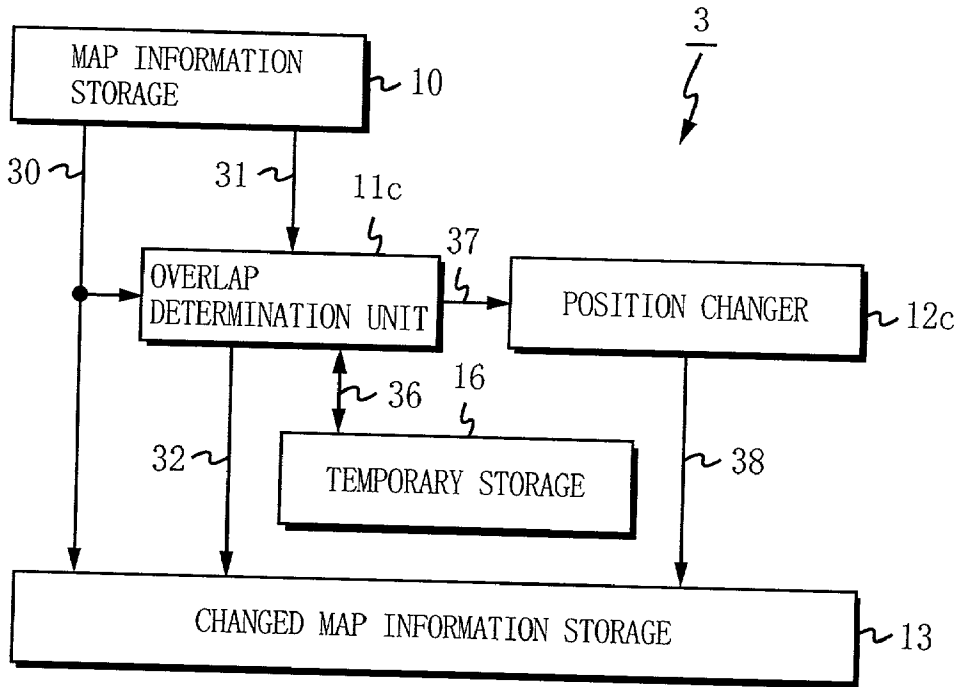 3
MAP INFORMATION
STORAGE
10
30
31
11c
37
OVERLAP
DETERMINATION UNIT
POSITION CHANGER
12c
36
16
32
38
TEMPORARY STORAGE
CHANGED MAP INFORMATION STORAGE
13